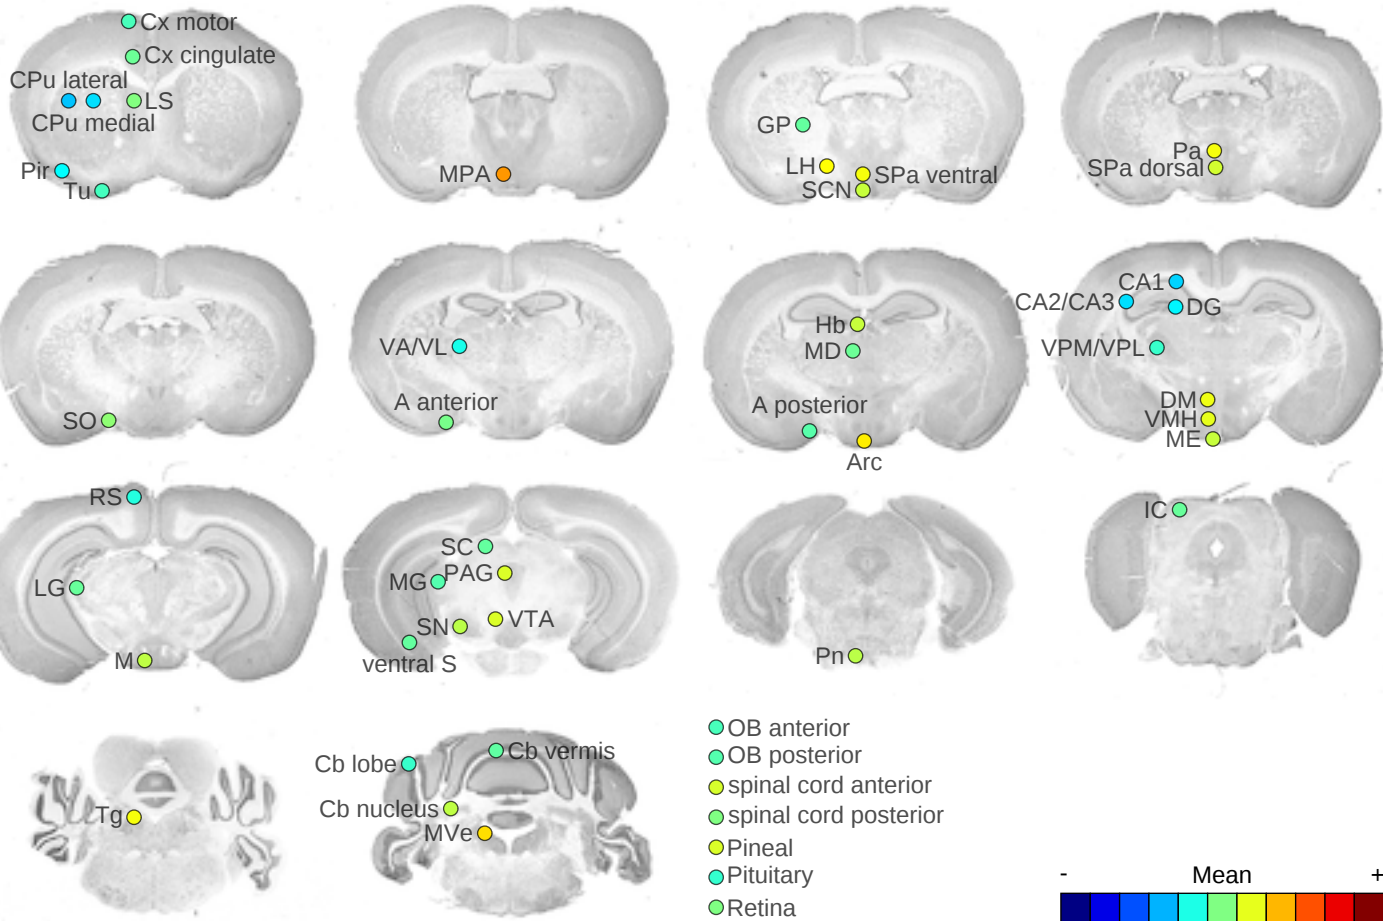 Cx motor
Cx cingulate
CPu lateral
LS
CPu medial
Pir
Tu
MPA
GP
LH
SPa ventral
SCN
Pa
SPa dorsal
SO
VA/VL
A anterior
Hb
MD
A posterior
Arc
CA1
CA2/CA3
DG
VPM/VPL
DM
VMH
ME
RS
LG
M
SC
MG
PAG
SN
VTA
ventral S
Pn
IC
Tg
Cb lobe
Cb vermis
Cb nucleus
MVe
OB anterior
OB posterior
spinal cord anterior
spinal cord posterior
Pineal
Pituitary
Retina
- Mean +